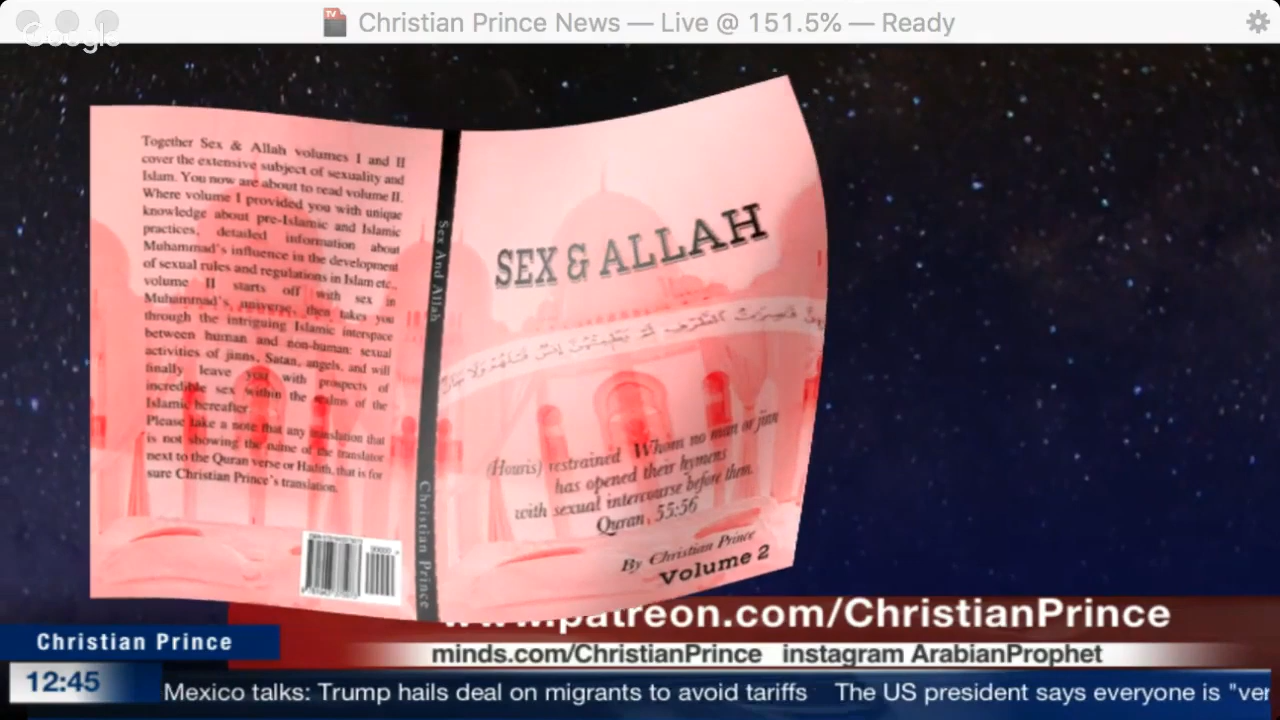 Christian Prince News — Live @ 151.5% — Ready
Google
Together Sex & Allah volumes I and II
cover the extensive subject of sexuality and
Islam. You now are about to read volume II.
Where volume I provided you with unique
knowledge about pre-Islamic and Islamic
practices, detailed information about
Muhammad's influence in the development
of sexual rules and regulations in Islam etc.,
volume II starts off with sex in
Muhammad's universe, then takes you
through the intriguing Islamic interspace
between human and non-human: sexual
activities of jinns, Satan, angels, and will
finally leave you with prospects of
incredible sex within the realms of the
Islamic hereafter.
Please take a note that any translation that
is not showing the name of the translator
next to the Quran verse or Hadith, that is for
sure Christian Prince's translation.
Sex And Allah
Christian Prince
SEX & ALLAH
(Houris) restrained Whom no man or jinn
has opened their hymens
with sexual intercourse before them.
Quran, 55:56
By Christian Prince
Volume 2
www.patreon.com/ChristianPrince
Christian Prince
minds.com/ChristianPrince instagram ArabianProphet
12:45
Mexico talks: Trump hails deal on migrants to avoid tariffs The US president says everyone is "ver